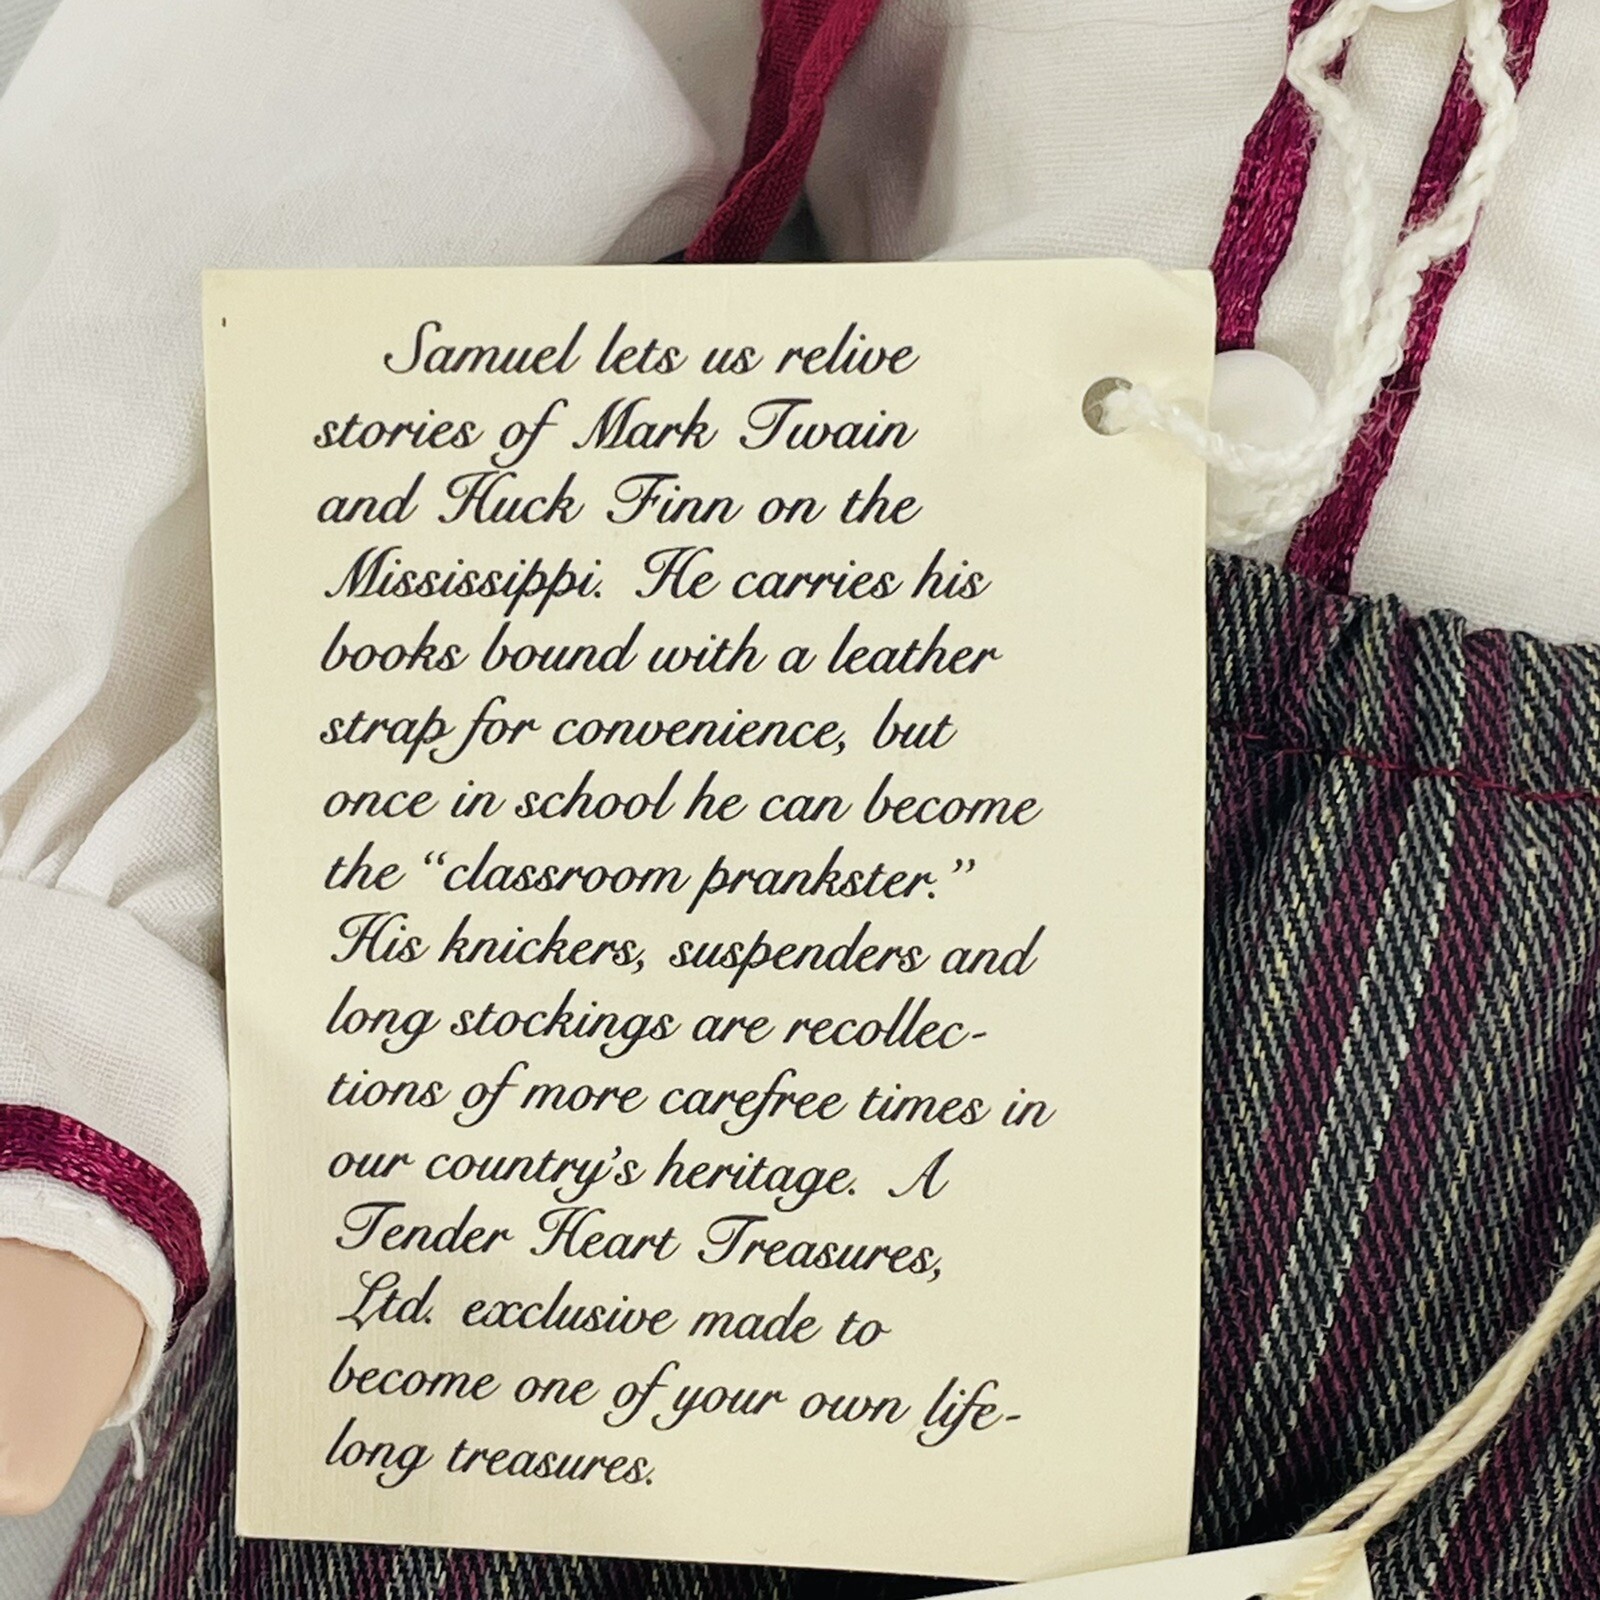 Samuel lets us relive
stories of Mark Twain
and Huck Finn on the
Mississippi. He carries his
books bound with a leather
strap for convenience, but
once in school he can become
the “classroom prankster.”
His knickers, suspenders and
long stockings are recollec-
tions of more carefree times in
our country’s heritage. A
Tender Heart Treasures,
Ltd. exclusive made to
become one of your own life-
long treasures.